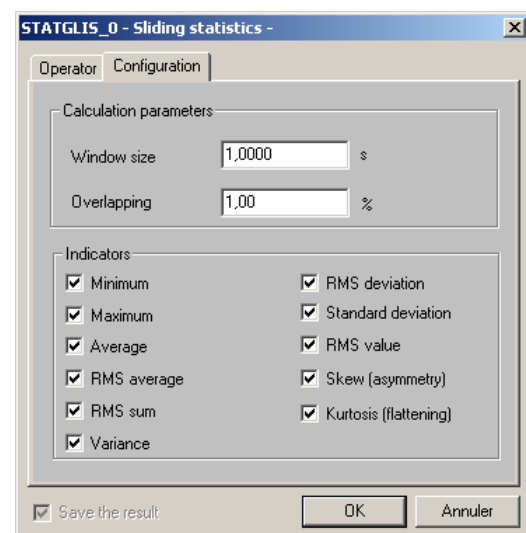 STATGLIS_0 - Sliding statistics -
Operator
Configuration
Calculation parameters
Window size 1,0000 s
Overlapping 1,00 %
Indicators
Minimum
Maximum
Average
RMS average
RMS sum
Variance
RMS deviation
Standard deviation
RMS value
Skew (asymmetry)
Kurtosis (flattening)
Save the result
OK
Annuler